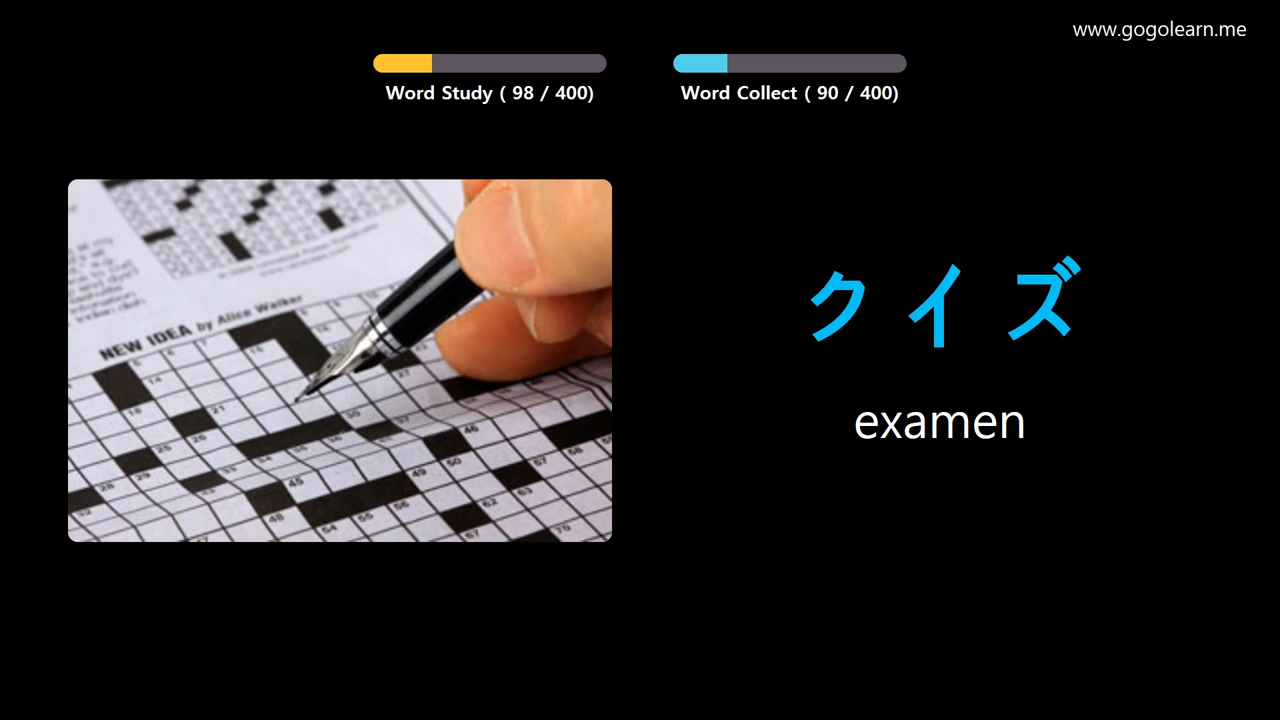 www.gogolearn.me
Word Study ( 98 / 400)
Word Collect ( 90 / 400)
NEW IDEA by Alice Walker
クイズ
examen